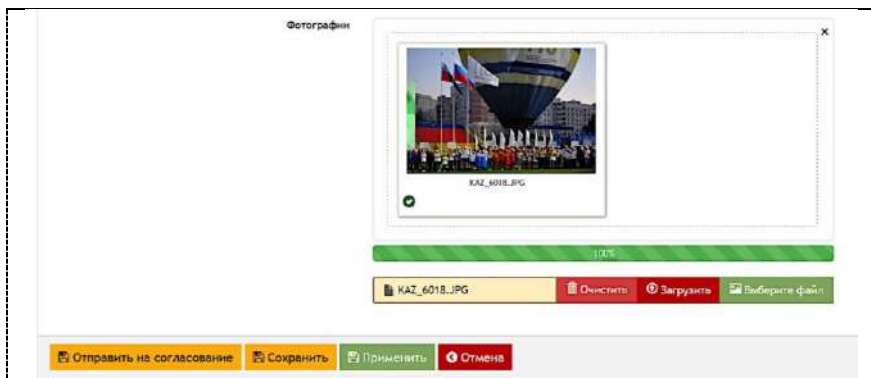 Фотографии
×
KAZ_6018.JPG
100%
KAZ_6018.JPG Очистить Загрузить Выберите файл
Отправить на согласование Сохранить Применить Отмена